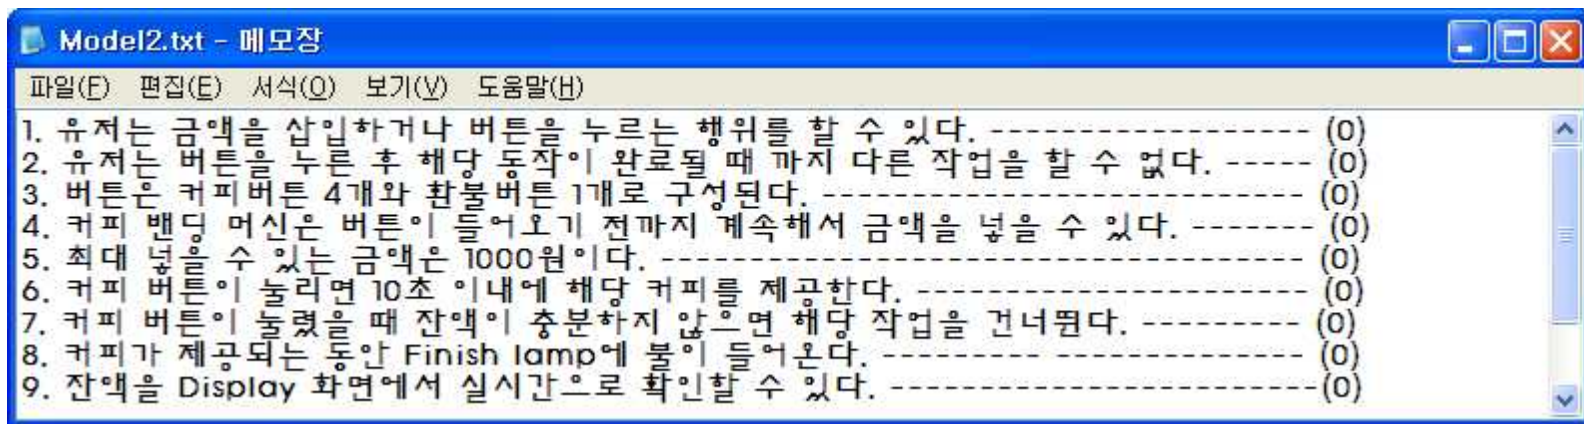 Model2.txt - 메모장
파일(F) 편집(E) 서식(O) 보기(V) 도움말(H)
1. 유저는 금액을 삽입하거나 버튼을 누르는 행위를 할 수 있다. ------------------ (0)
2. 유저는 버튼을 누른 후 해당 동작이 완료될 때 까지 다른 작업을 할 수 없다. ----- (0)
3. 버튼은 커피버튼 4개와 환불버튼 1개로 구성된다. --------------------------- (0)
4. 커피 밴딩 머신은 버튼이 들어오기 전까지 계속해서 금액을 넣을 수 있다. ------- (0)
5. 최대 넣을 수 있는 금액은 1000원이다. ------------------------------------ (0)
6. 커피 버튼이 눌리면 10초 이내에 해당 커피를 제공한다. ---------------------- (0)
7. 커피 버튼이 눌렸을 때 잔액이 충분하지 않으면 해당 작업을 건너뛴다. --------- (0)
8. 커피가 제공되는 동안 Finish lamp에 불이 들어온다. --------- -------------- (0)
9. 잔액을 Display 화면에서 실시간으로 확인할 수 있다. ------------------------(0)